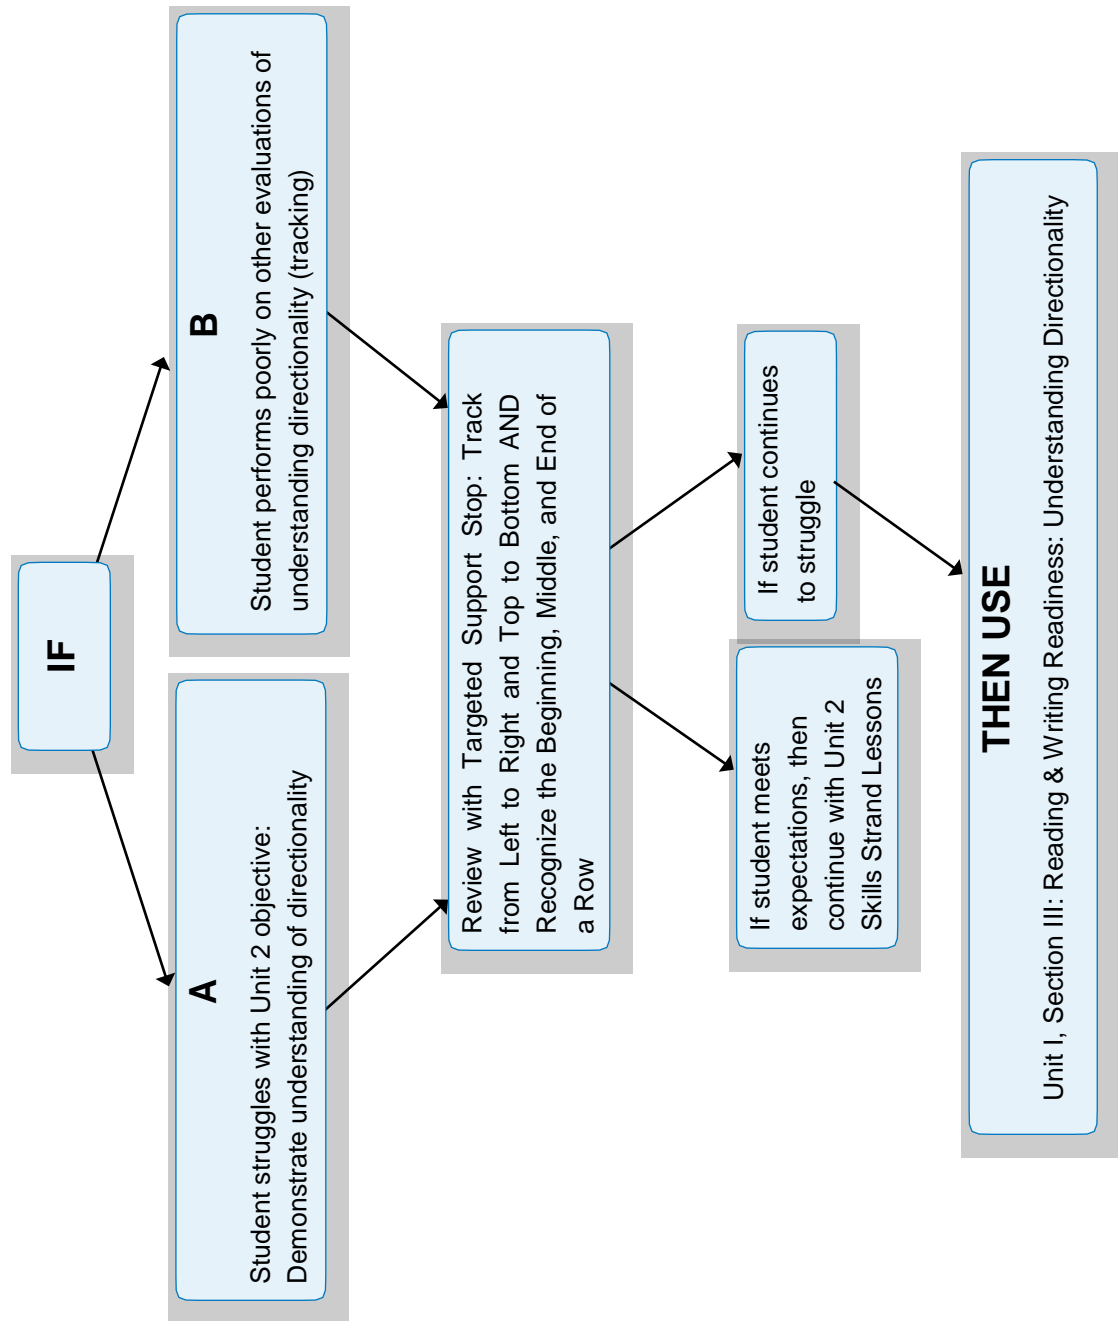 IF
A
Student struggles with Unit 2 objective:
Demonstrate understanding of directionality
B
Student performs poorly on other evaluations of
understanding directionality (tracking)
Review with Targeted Support Stop: Track
from Left to Right and Top to Bottom AND
Recognize the Beginning, Middle, and End of
a Row
If student meets
expectations, then
continue with Unit 2
Skills Strand Lessons
If student continues
to struggle
THEN USE
Unit I, Section III: Reading & Writing Readiness: Understanding Directionality